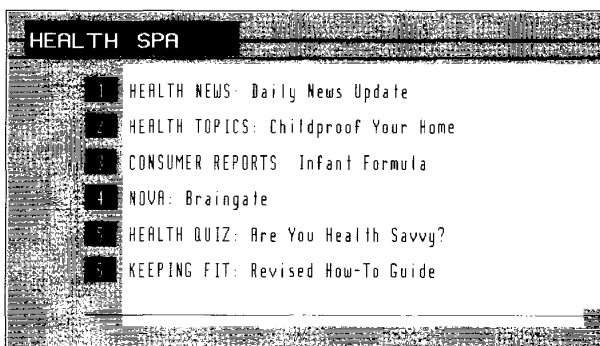 HEALTH SPA
1 HEALTH NEWS: Daily News Update
2 HEALTH TOPICS: Childproof Your Home
3 CONSUMER REPORTS Infant Formula
4 NOVA: Braingate
5 HEALTH QUIZ: Are You Health Savvy?
6 KEEPING FIT: Revised How-To Guide